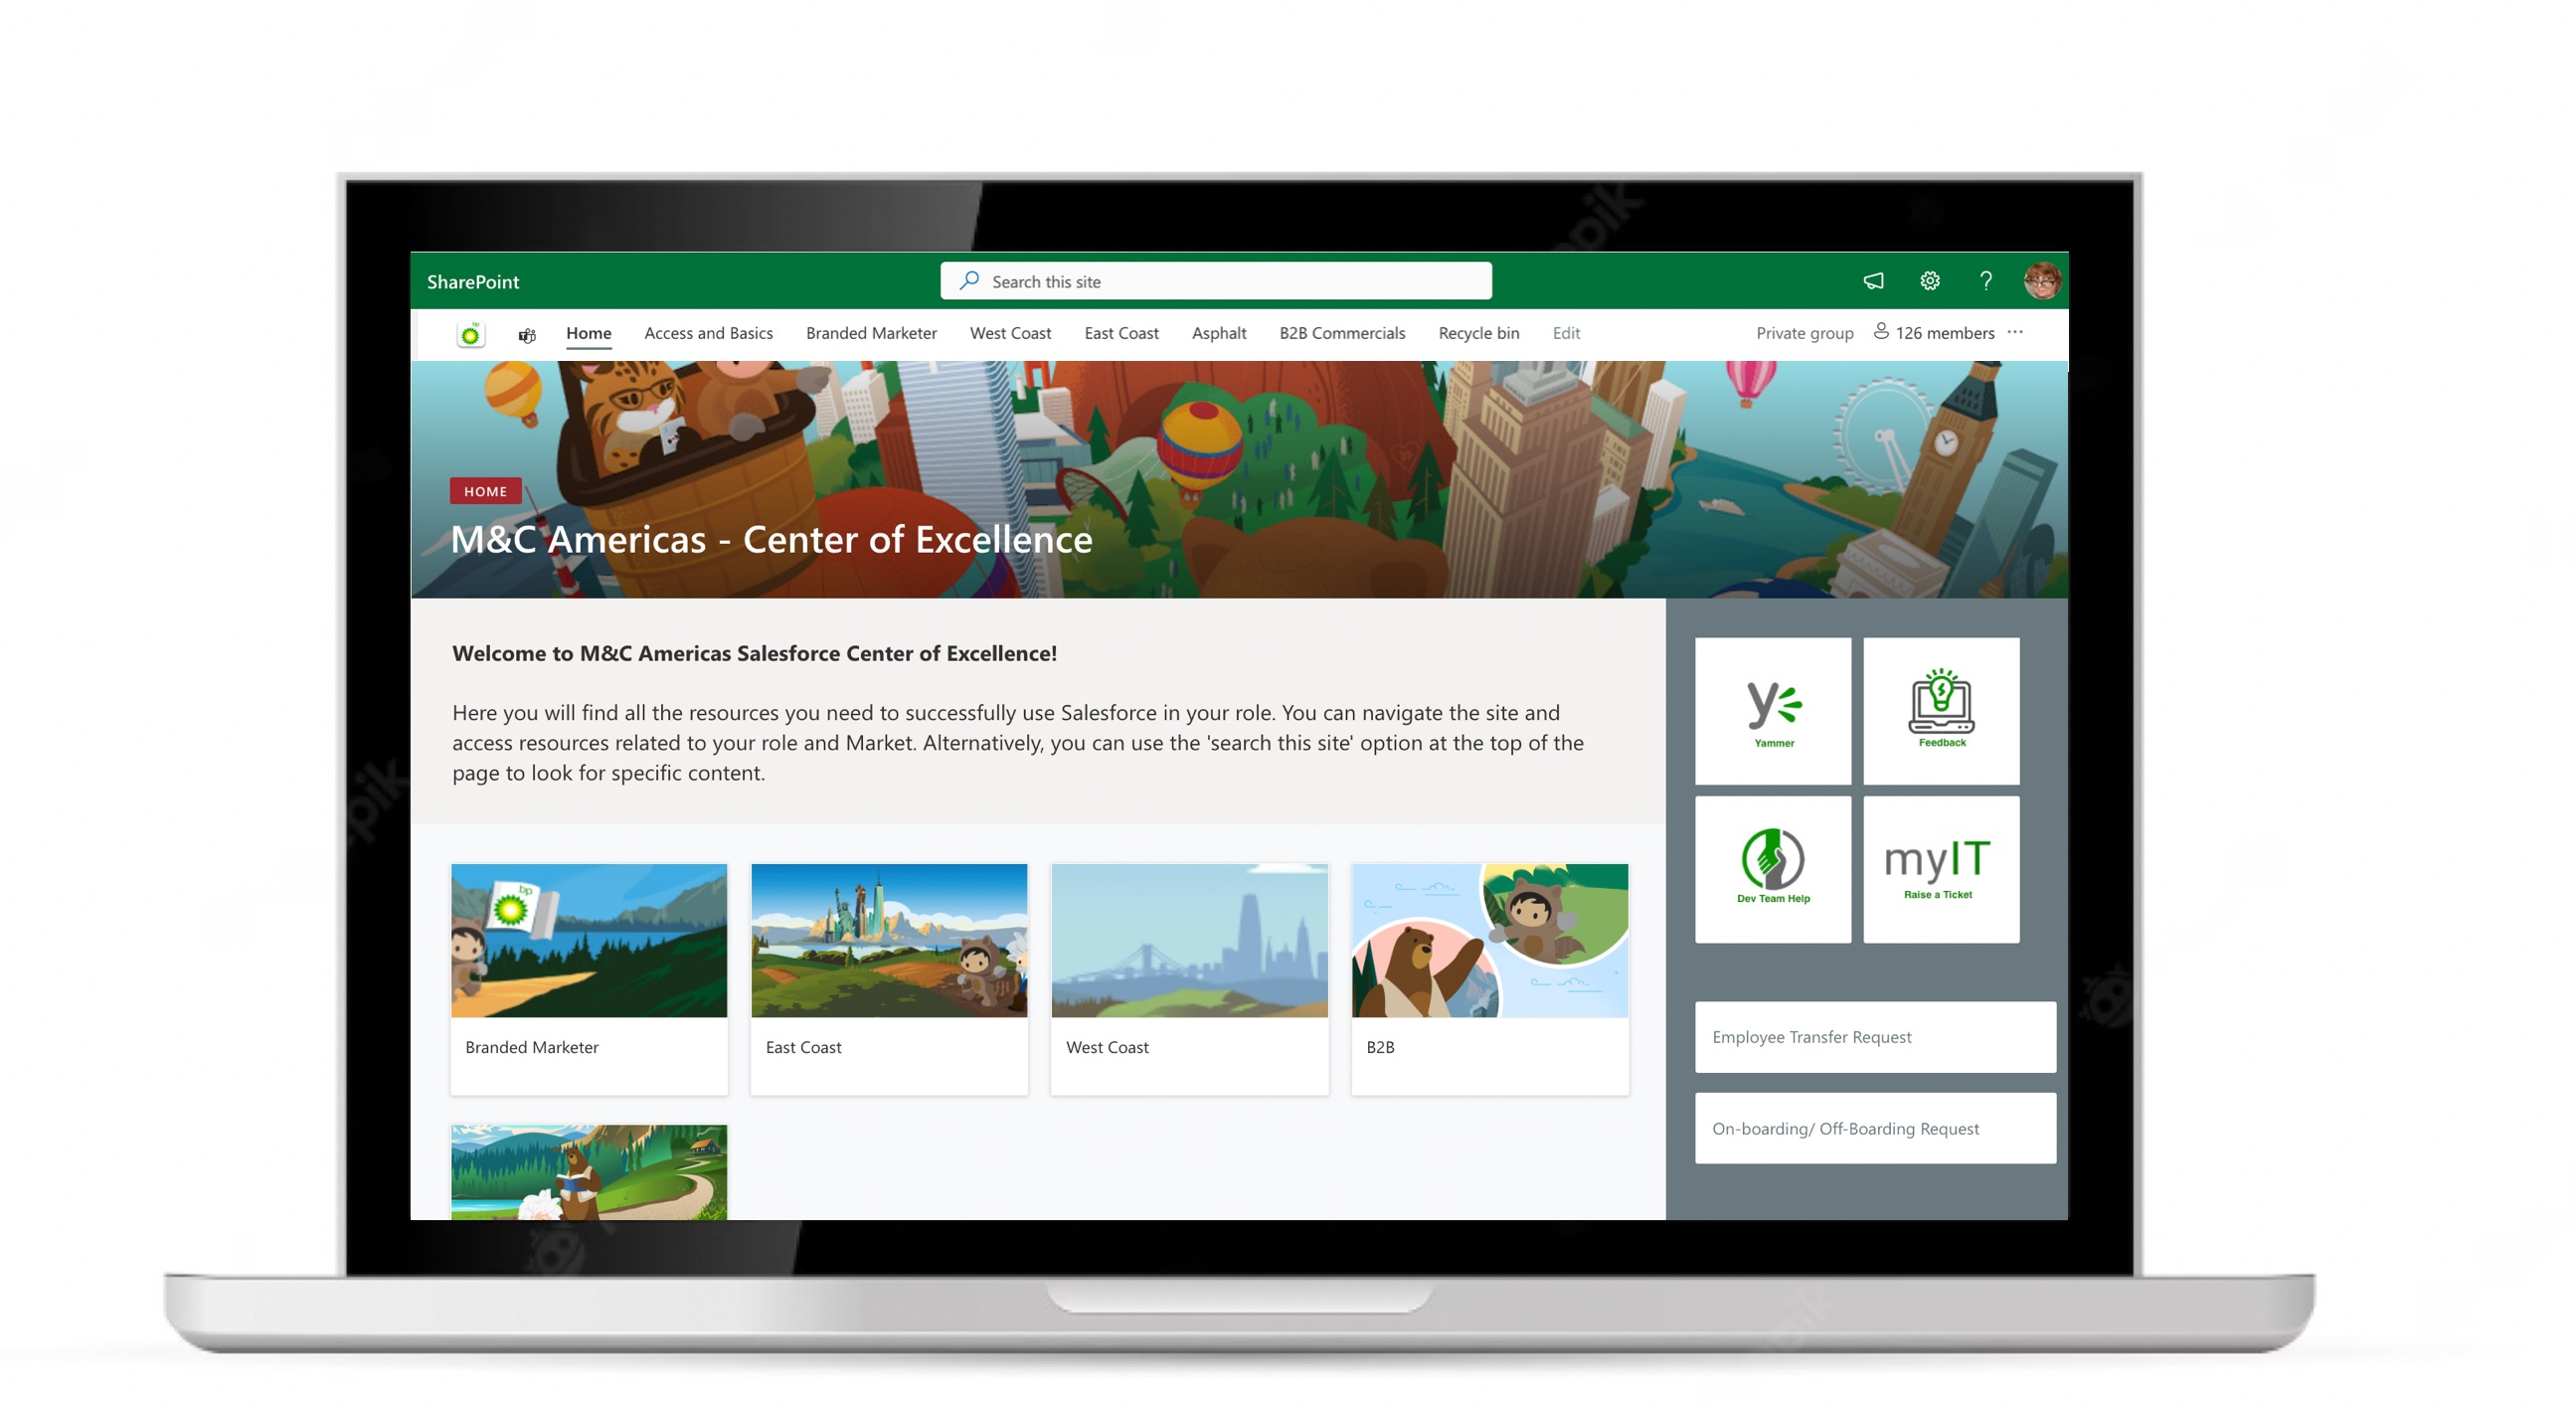 SharePoint
Search this site
Home
Access and Basics
Branded Marketer
West Coast
East Coast
Asphalt
B2B Commercials
Recycle bin
Edit
Private group
126 members
HOME
M&C Americas - Center of Excellence
Welcome to M&C Americas Salesforce Center of Excellence!
Here you will find all the resources you need to successfully use Salesforce in your role. You can navigate the site and
access resources related to your role and Market. Alternatively, you can use the 'search this site' option at the top of the
page to look for specific content.
Yammer
Feedback
Dev Team Help
myIT
Raise a Ticket
bp
Branded Marketer
East Coast
West Coast
B2B
Employee Transfer Request
On-boarding/ Off-Boarding Request